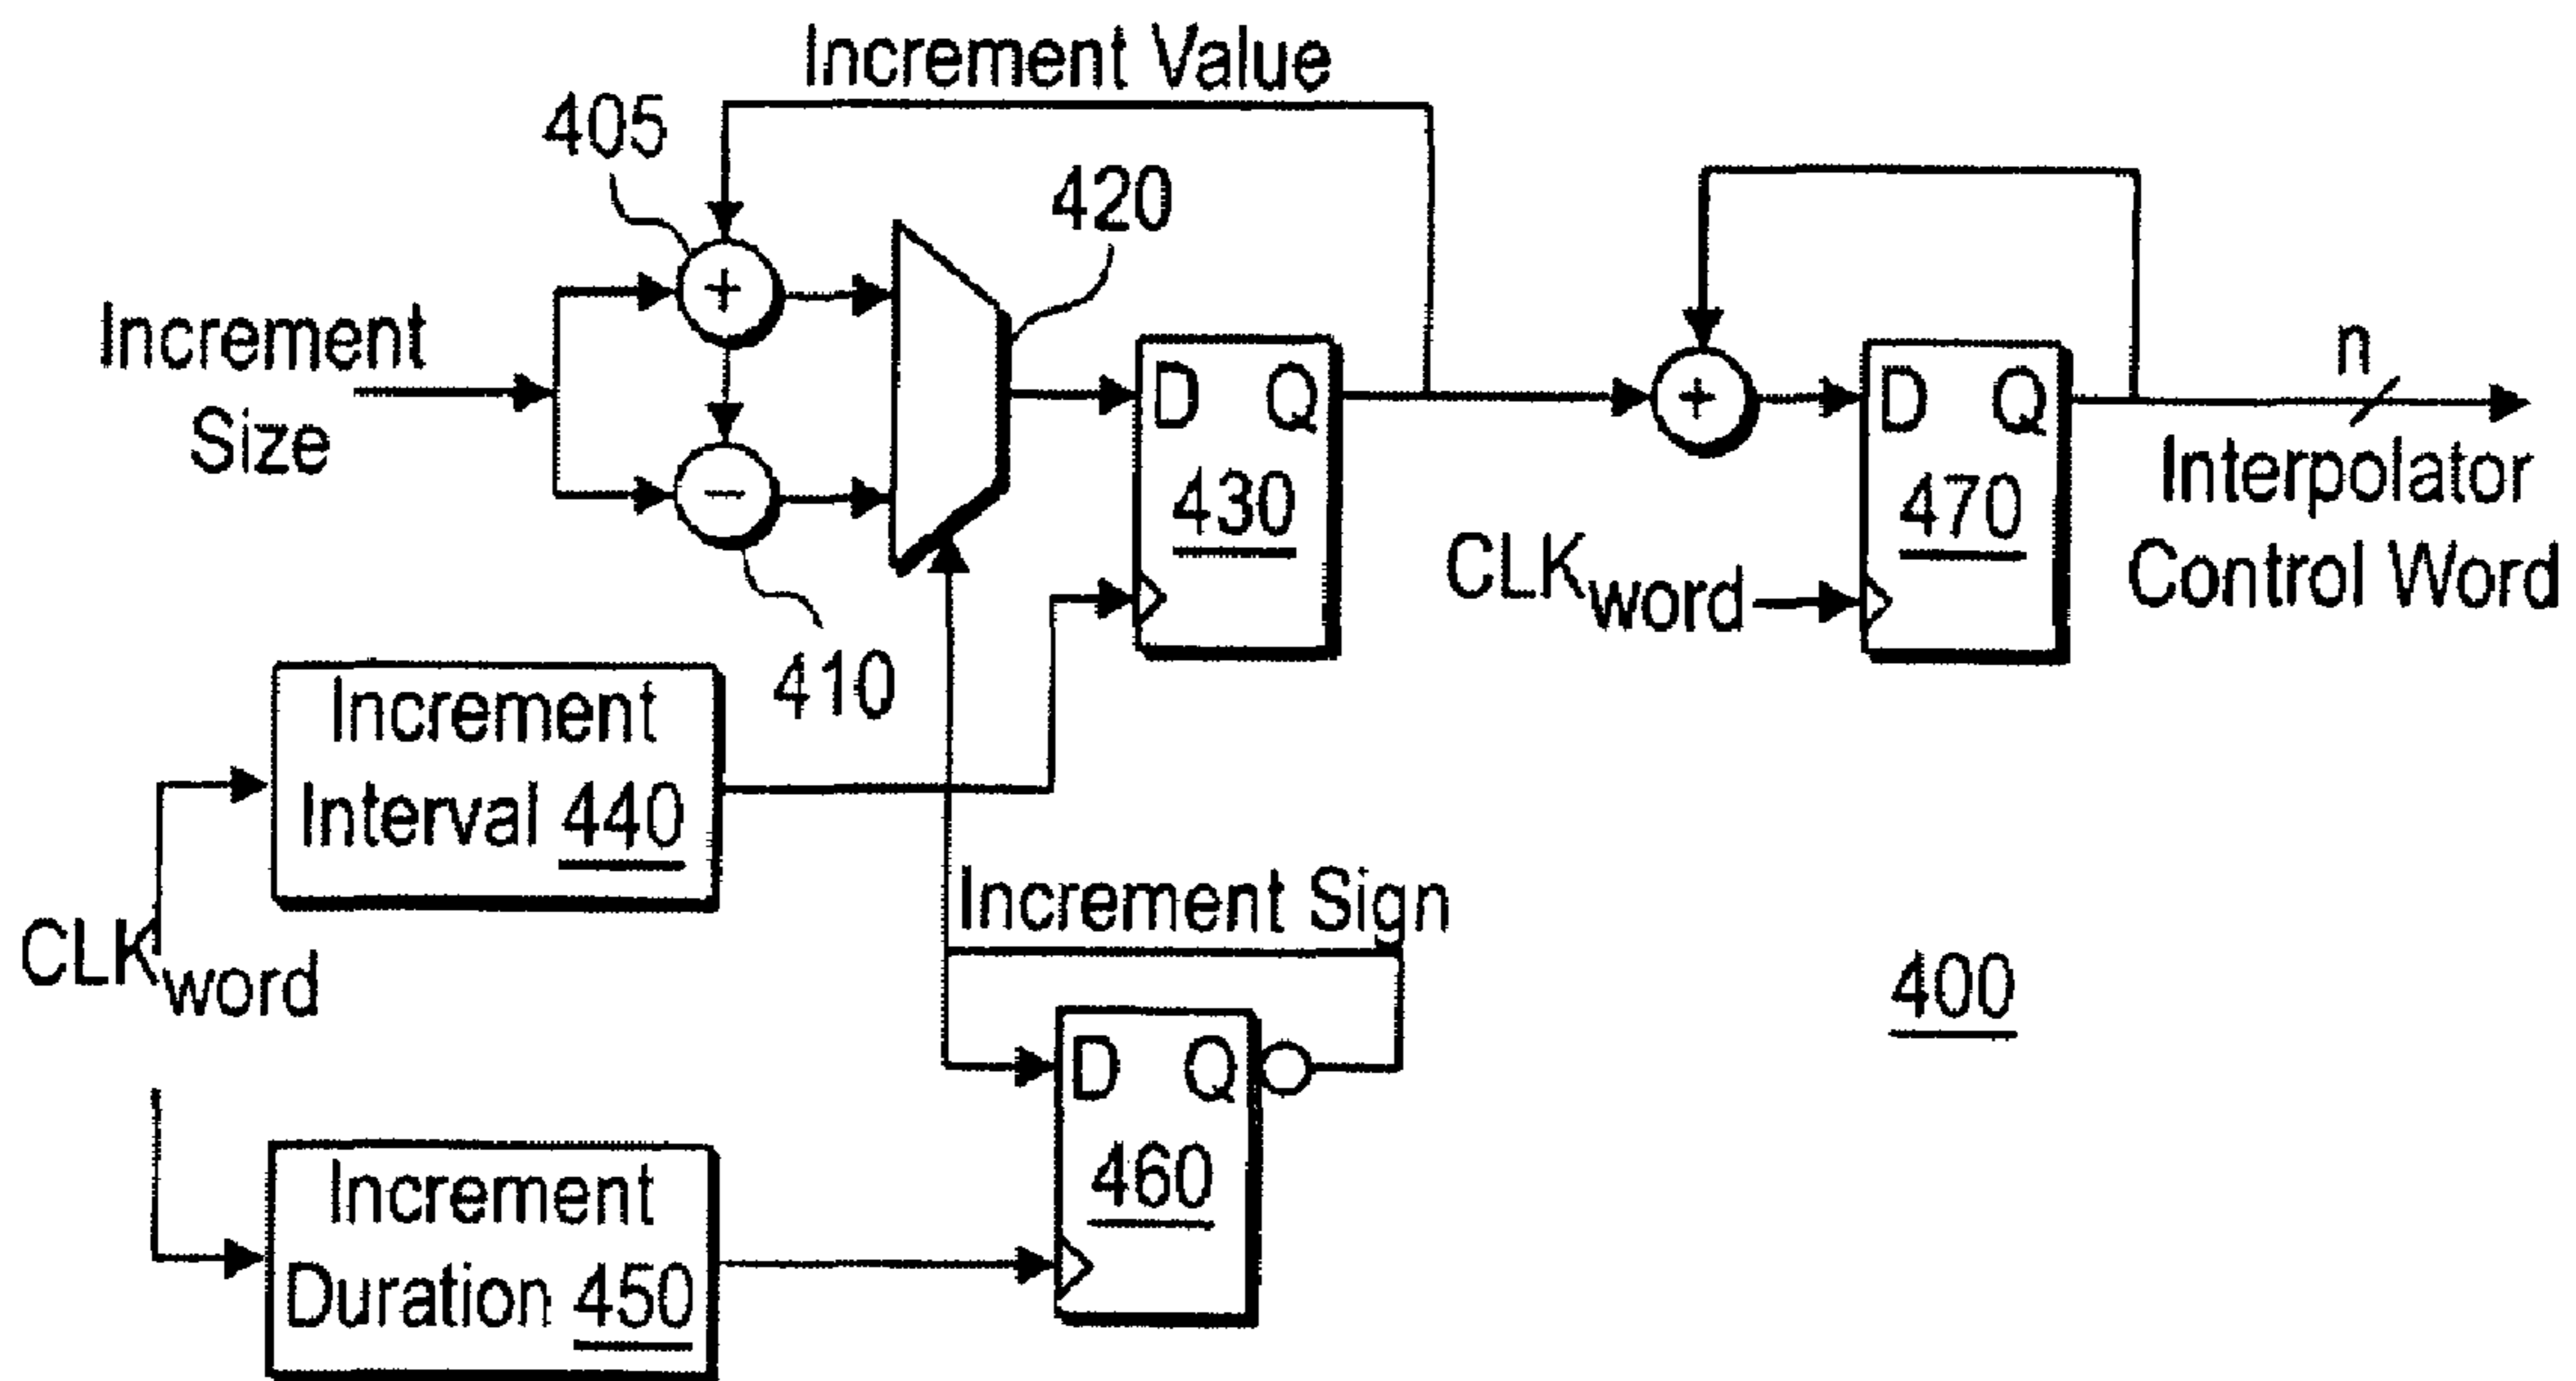 Increment Value
405
420
+
Increment
Size
−
D Q
430
+
D Q
470
n
Interpolator
Control Word
CLKword
410
Increment
Interval 440
CLKword
Increment Sign
400
D Q
460
Increment
Duration 450